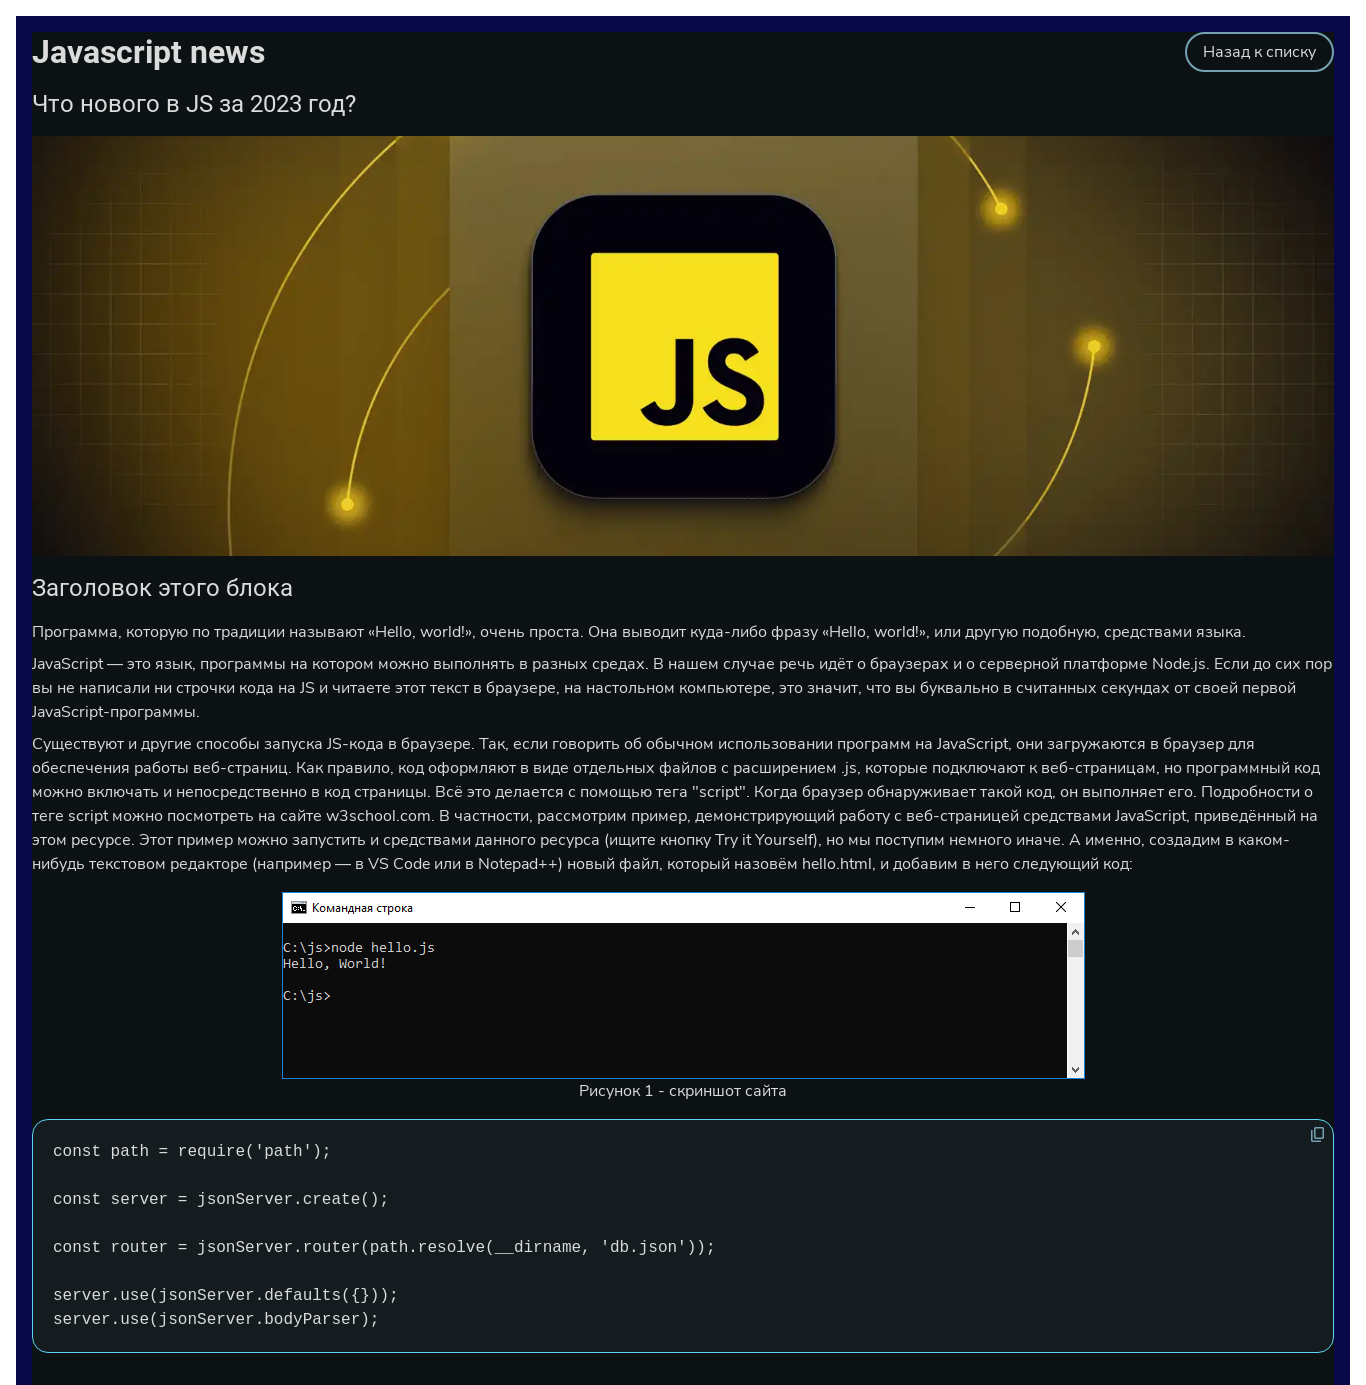 Javascript news
Назад к списку
Что нового в JS за 2023 год?
JS
Заголовок этого блока
Программа, которую по традиции называют «Hello, world!», очень проста. Она выводит куда-либо фразу «Hello, world!», или другую подобную, средствами языка.
JavaScript — это язык, программы на котором можно выполнять в разных средах. В нашем случае речь идёт о браузерах и о серверной платформе Node.js. Если до сих пор
вы не написали ни строчки кода на JS и читаете этот текст в браузере, на настольном компьютере, это значит, что вы буквально в считанных секундах от своей первой
JavaScript-программы.
Существуют и другие способы запуска JS-кода в браузере. Так, если говорить об обычном использовании программ на JavaScript, они загружаются в браузер для
обеспечения работы веб-страниц. Как правило, код оформляют в виде отдельных файлов с расширением .js, которые подключают к веб-страницам, но программный код
можно включать и непосредственно в код страницы. Всё это делается с помощью тега "script". Когда браузер обнаруживает такой код, он выполняет его. Подробности о
теге script можно посмотреть на сайте w3school.com. В частности, рассмотрим пример, демонстрирующий работу с веб-страницей средствами JavaScript, приведённый на
этом ресурсе. Этот пример можно запустить и средствами данного ресурса (ищите кнопку Try it Yourself), но мы поступим немного иначе. А именно, создадим в каком-
нибудь текстовом редакторе (например — в VS Code или в Notepad++) новый файл, который назовём hello.html, и добавим в него следующий код:
Командная строка
C:\js>node hello.js
Hello, World!
C:\js>
Рисунок 1 - скриншот сайта
const path = require('path');
const server = jsonServer.create();
const router = jsonServer.router(path.resolve(__dirname, 'db.json'));
server.use(jsonServer.defaults({}));
server.use(jsonServer.bodyParser);